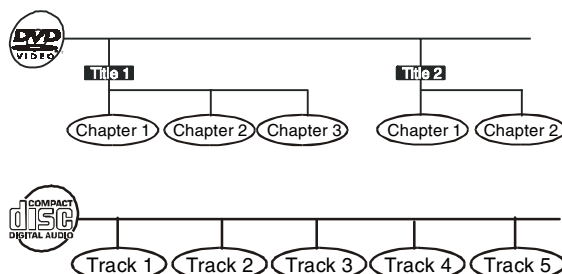 DVD
VIDEO
Title 1 Title 2
Chapter 1 Chapter 2 Chapter 3 Chapter 1 Chapter 2
COMPACT
disc
DIGITAL AUDIO
Track 1 Track 2 Track 3 Track 4 Track 5